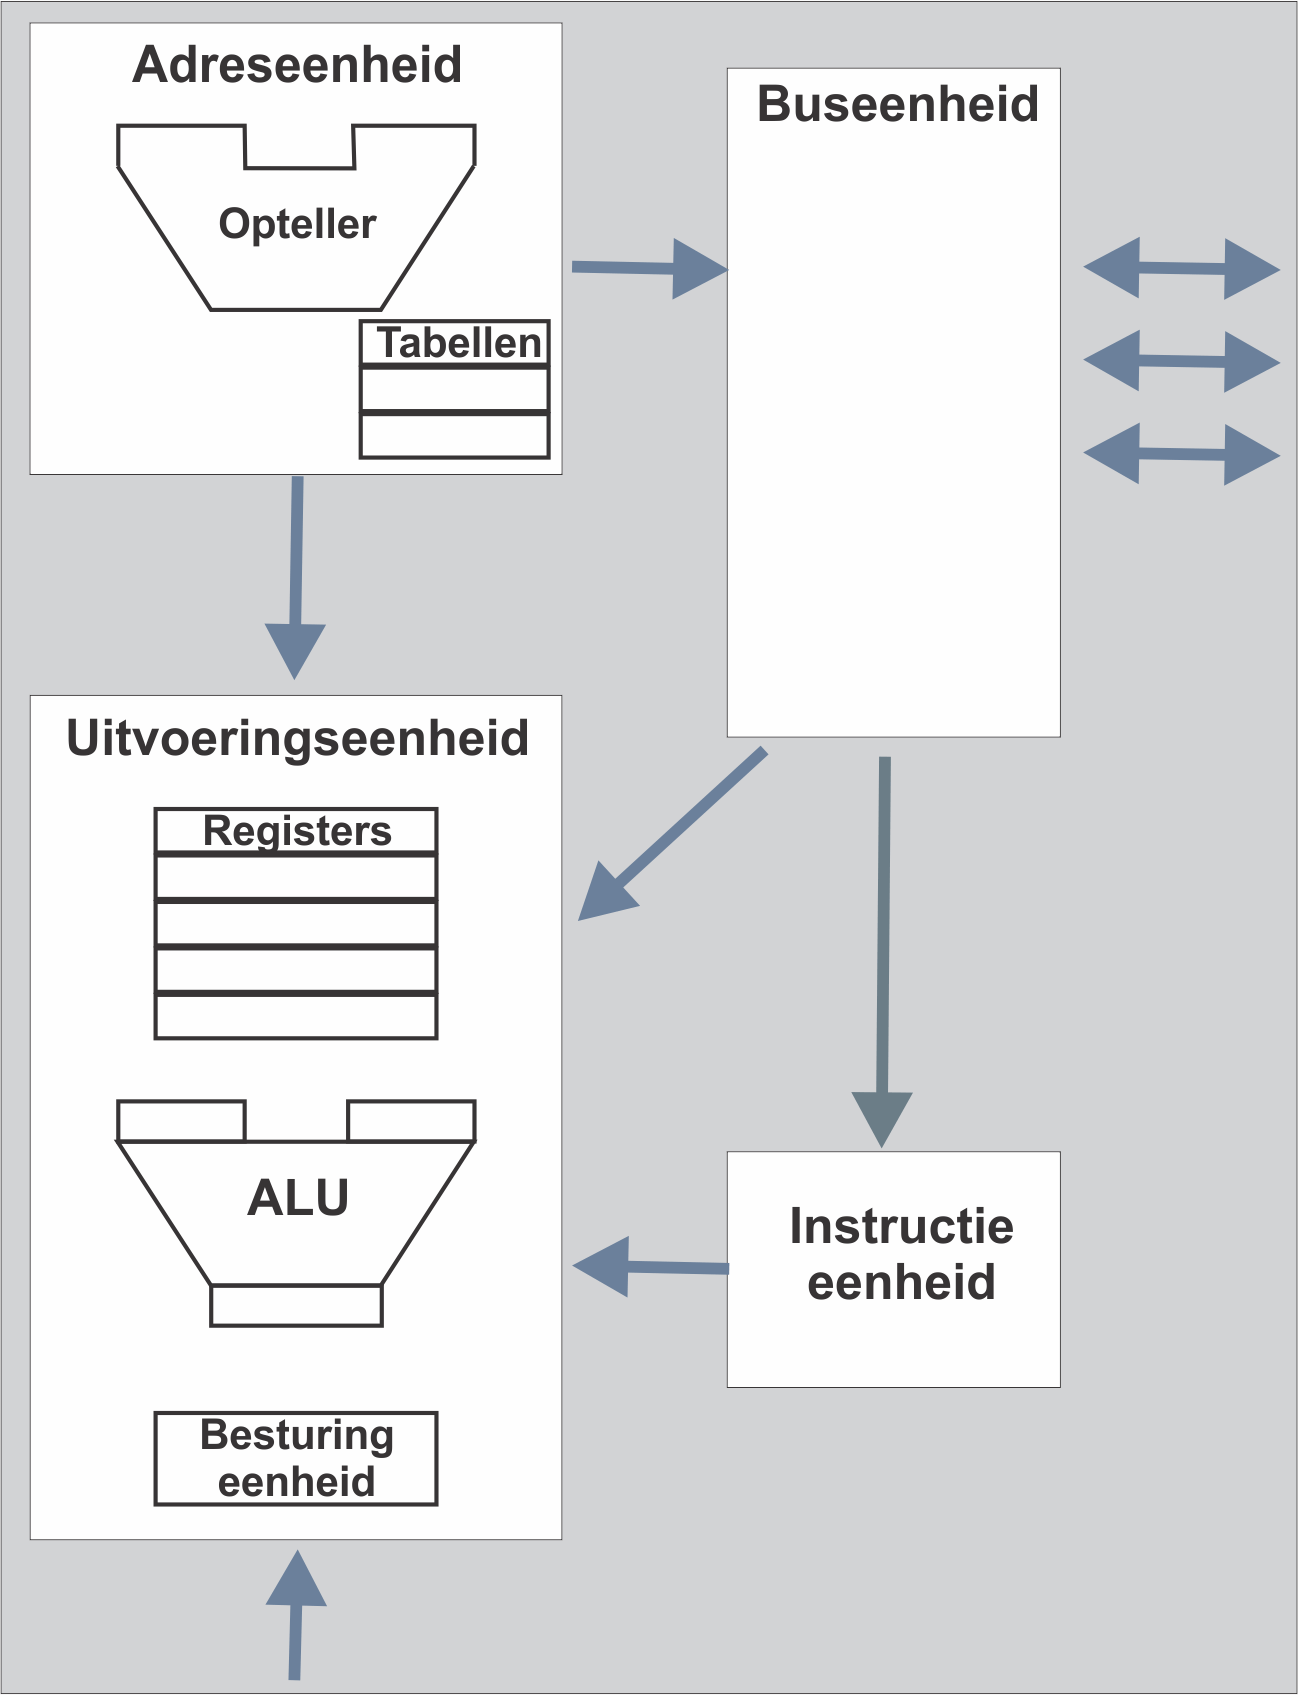 Adreseenheid
Opteller
Tabellen
Buseenheid
Uitvoeringseenheid
Registers
ALU
Besturing
eenheid
Instructie
eenheid